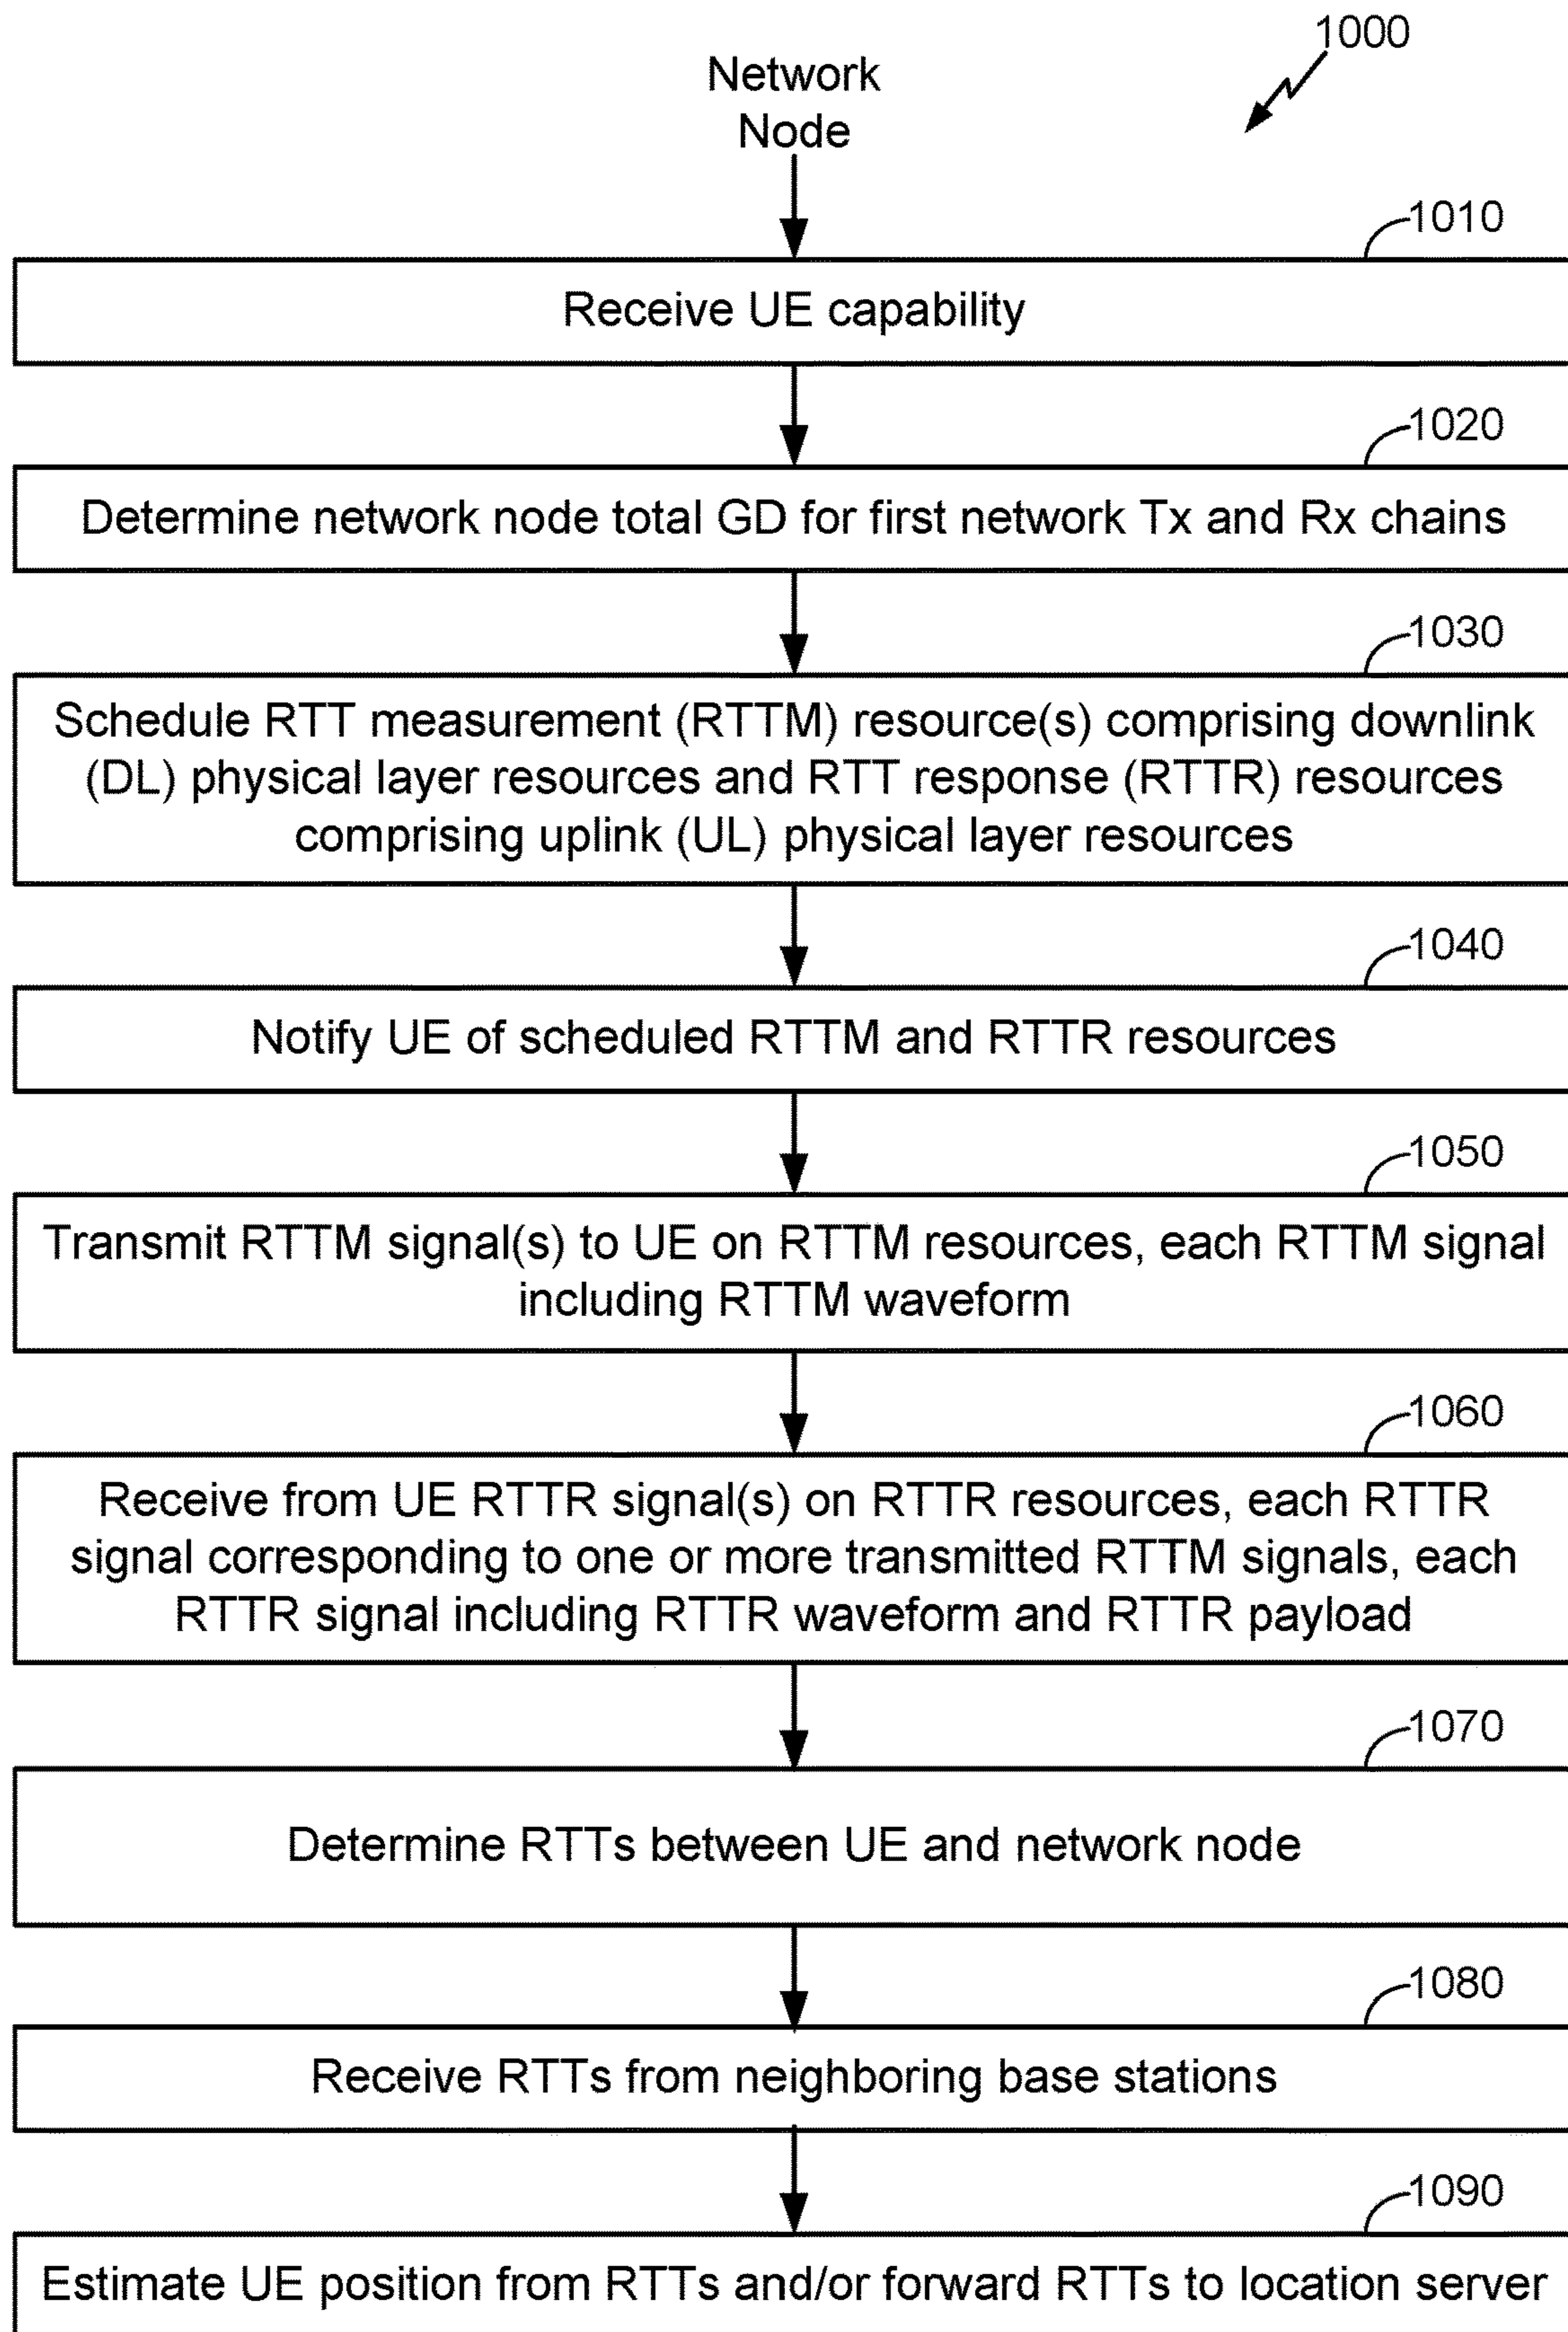 1000
Network
Node
1010
Receive UE capability
1020
Determine network node total GD for first network Tx and Rx chains
1030
Schedule RTT measurement (RTTM) resource(s) comprising downlink
(DL) physical layer resources and RTT response (RTTR) resources
comprising uplink (UL) physical layer resources
1040
Notify UE of scheduled RTTM and RTTR resources
1050
Transmit RTTM signal(s) to UE on RTTM resources, each RTTM signal
including RTTM waveform
1060
Receive from UE RTTR signal(s) on RTTR resources, each RTTR
signal corresponding to one or more transmitted RTTM signals, each
RTTR signal including RTTR waveform and RTTR payload
1070
Determine RTTs between UE and network node
1080
Receive RTTs from neighboring base stations
1090
Estimate UE position from RTTs and/or forward RTTs to location server